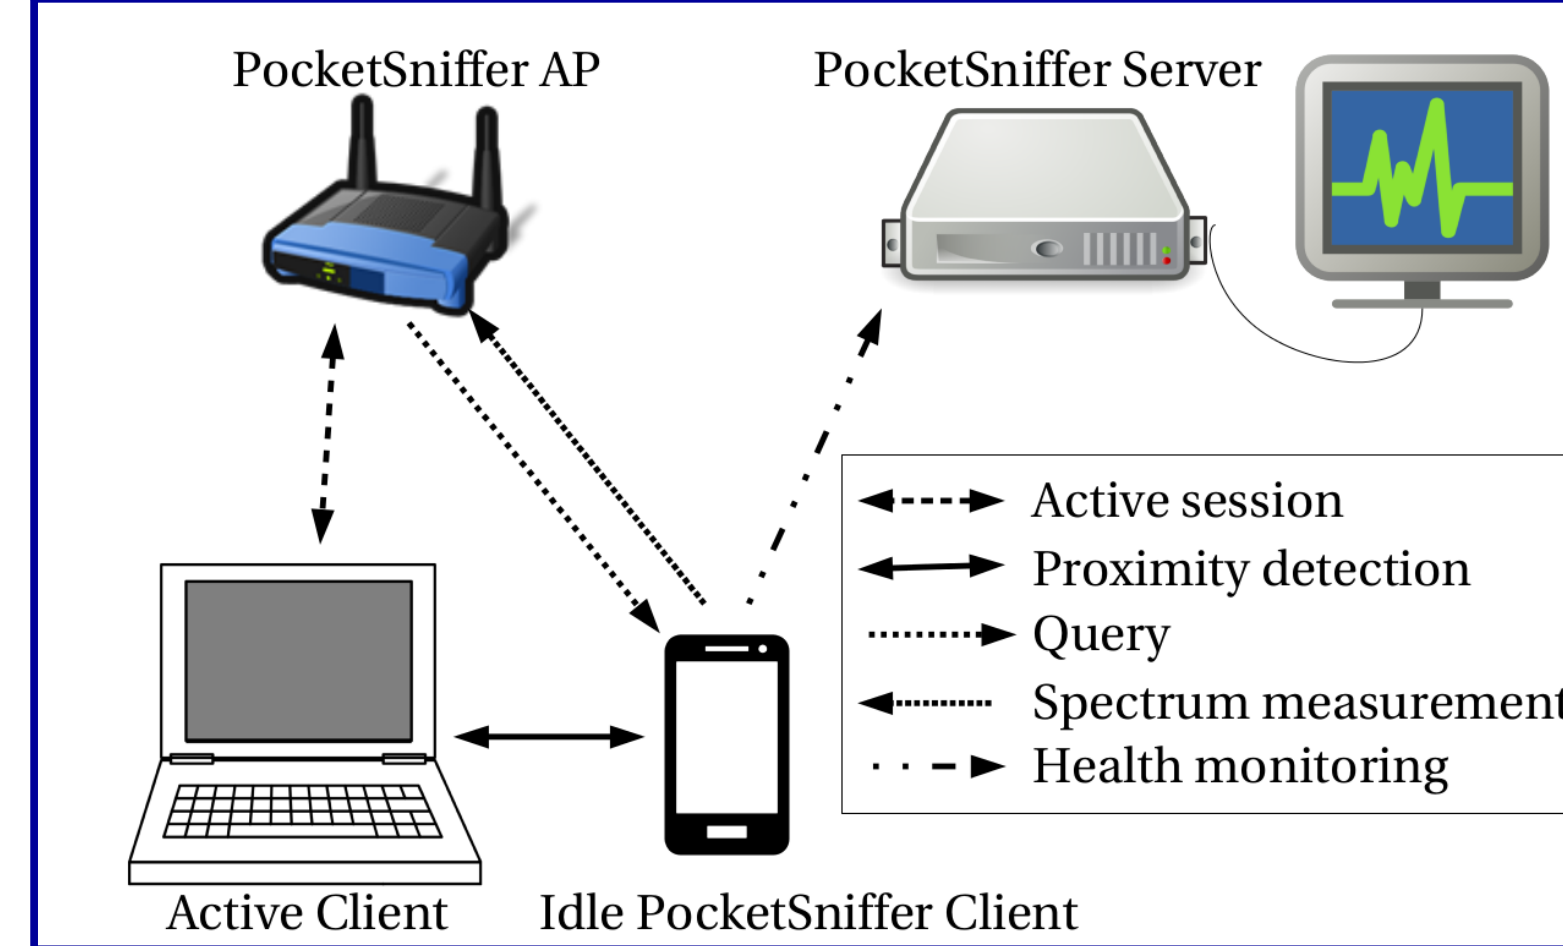 PocketSniffer AP
PocketSniffer Server
Active session
Proximity detection
Query
Spectrum measurement
Health monitoring
Active Client
Idle PocketSniffer Client